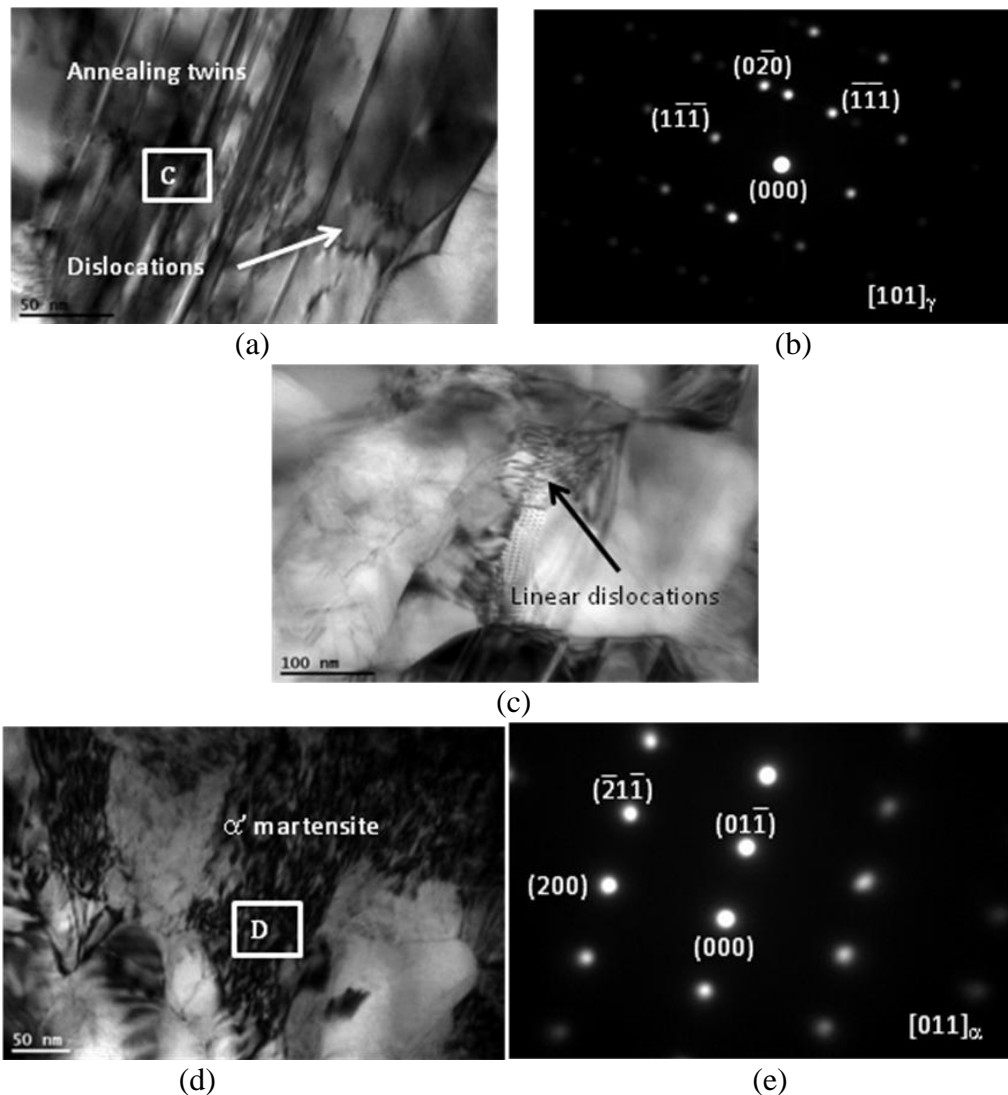 Annealing twins
C
Dislocations
50 nm
(02̅0)
(1̅1̅1)
(11̅1̅)
(000)
[101]γ
(a)
(b)
Linear dislocations
100 nm
(c)
α' martensite
D
50 nm
(2̅11̅)
(011̅)
(200)
(000)
[011]α
(d)
(e)